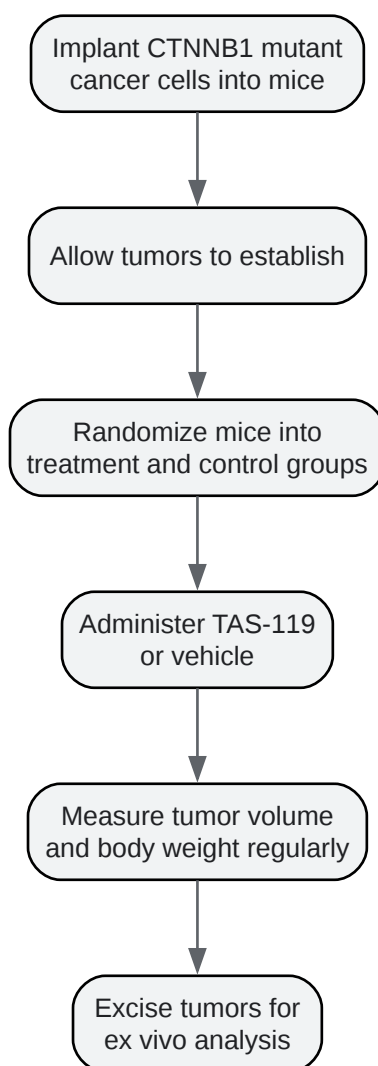 Implant CTNNB1 mutant
cancer cells into mice
Allow tumors to establish
Randomize mice into
treatment and control groups
Administer TAS-119
or vehicle
Measure tumor volume
and body weight regularly
Excise tumors for
ex vivo analysis